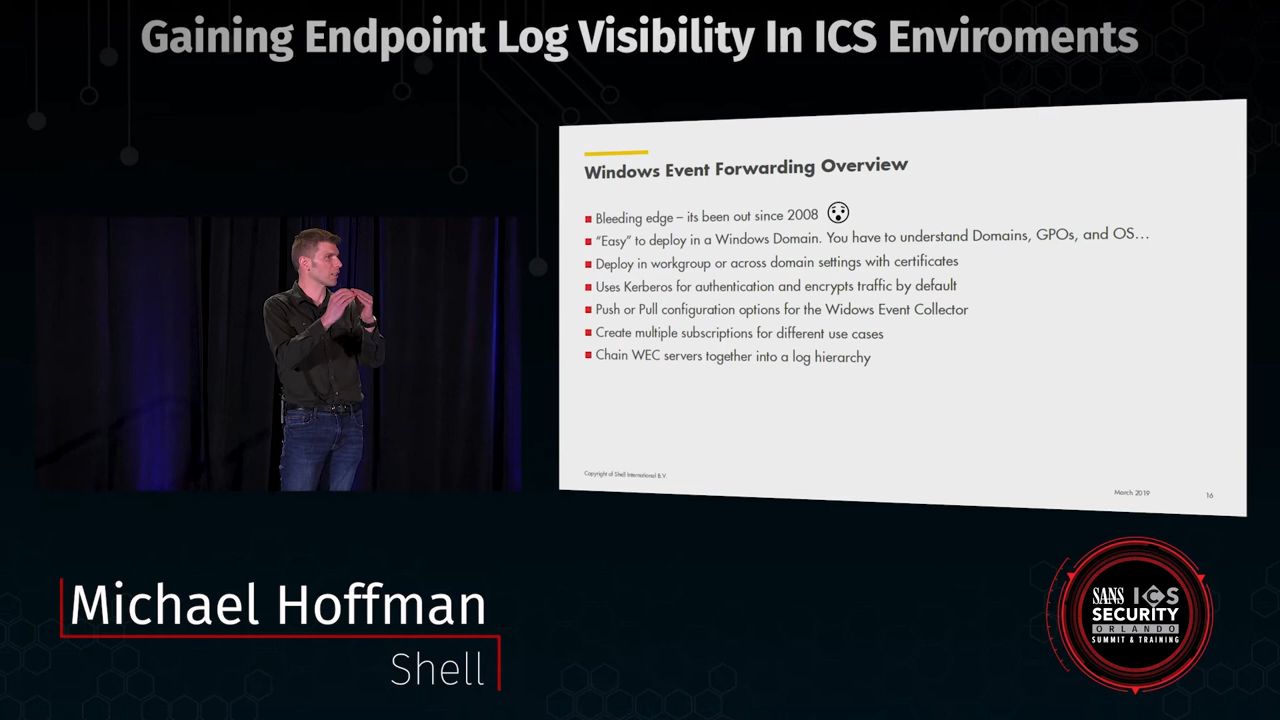 Gaining Endpoint Log Visibility In ICS Enviroments
Windows Event Forwarding Overview
Bleeding edge – its been out since 2008
“Easy” to deploy in a Windows Domain. You have to understand Domains, GPOs, and OS...
Deploy in workgroup or across domain settings with certificates
Uses Kerberos for authentication and encrypts traffic by default
Push or Pull configuration options for the Widows Event Collector
Create multiple subscriptions for different use cases
Chain WEC servers together into a log hierarchy
Copyright of Shell International B.V.
March 2019
16
Michael Hoffman
Shell
SANS ICS
SECURITY
ORLANDO
SUMMIT & TRAINING